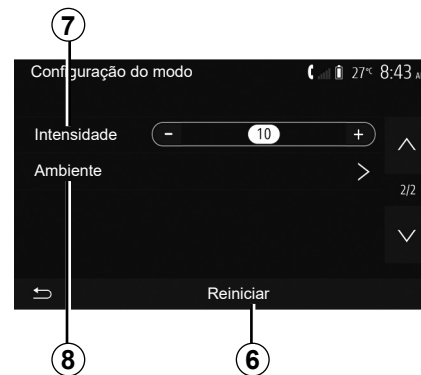 7
Configuração do modo 27°C 8:43
Intensidade - 10 +
Ambiente >
2/2
Reiniciar
8 6